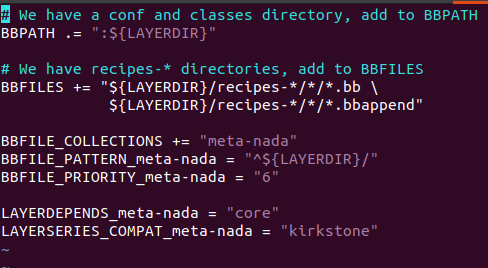 # We have a conf and classes directory, add to BBPATH
BBPATH .= ":${LAYERDIR}"
# We have recipes-* directories, add to BBFILES
BBFILES += "${LAYERDIR}/recipes-*/*/*.bb \
${LAYERDIR}/recipes-*/*/*.bbappend"
BBFILE_COLLECTIONS += "meta-nada"
BBFILE_PATTERN_meta-nada = "^${LAYERDIR}/"
BBFILE_PRIORITY_meta-nada = "6"
LAYERDEPENDS_meta-nada = "core"
LAYERSERIES_COMPAT_meta-nada = "kirkstone"
~
~